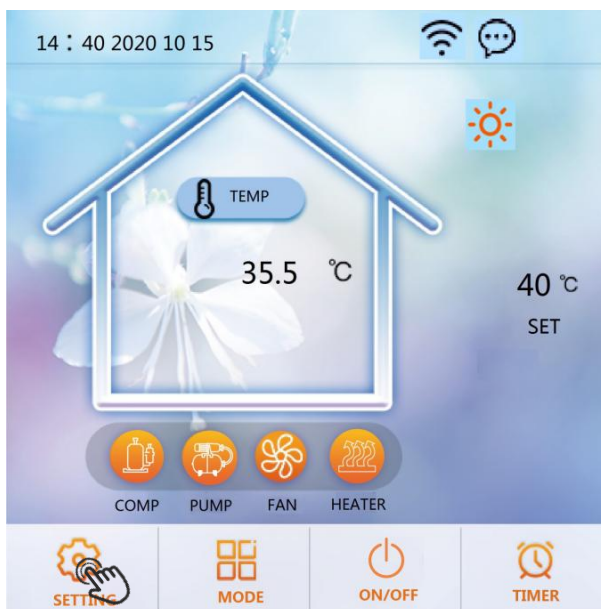 14：40 2020 10 15
TEMP
35.5 ℃
40 ℃
SET
COMP PUMP FAN HEATER
SETTING MODE ON/OFF TIMER